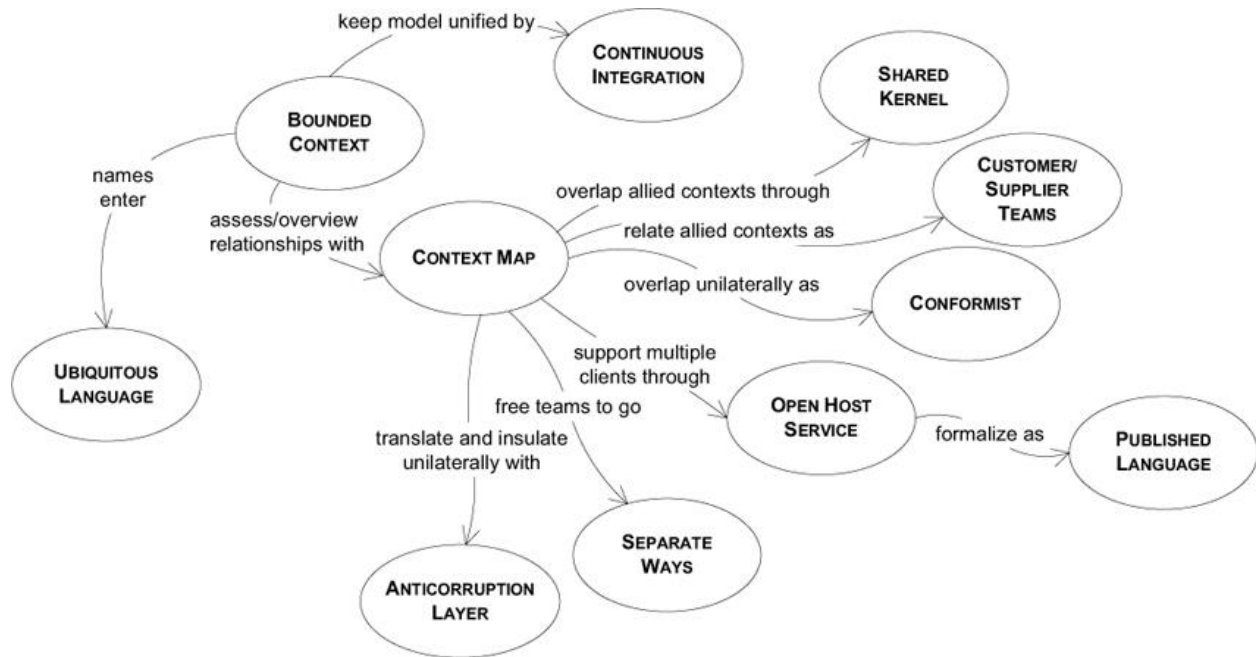 keep model unified by
CONTINUOUS
INTEGRATION
SHARED
KERNEL
BOUNDED
CONTEXT
names
enter
assess/overview
relationships with
overlap allied contexts through
CUSTOMER/
SUPPLIER
TEAMS
relate allied contexts as
CONTEXT MAP
overlap unilaterally as
CONFORMIST
UBIQUITOUS
LANGUAGE
support multiple
clients through
free teams to go
OPEN HOST
SERVICE
formalize as
PUBLISHED
LANGUAGE
translate and insulate
unilaterally with
SEPARATE
WAYS
ANTICORRUPTION
LAYER